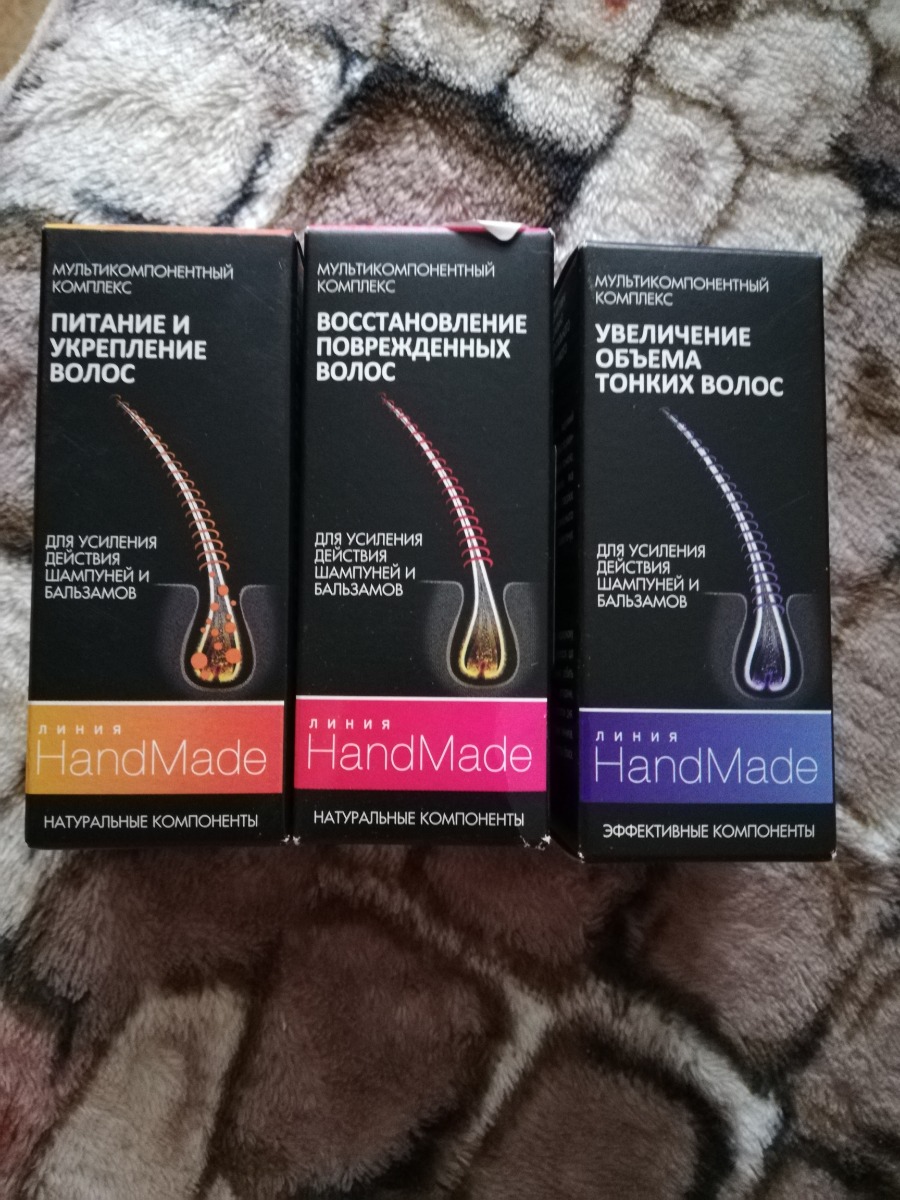 МУЛЬТИКОМПОНЕНТНЫЙ
КОМПЛЕКС
ПИТАНИЕ И
УКРЕПЛЕНИЕ
ВОЛОС
ДЛЯ УСИЛЕНИЯ
ДЕЙСТВИЯ
ШАМПУНЕЙ И
БАЛЬЗАМОВ
ЛИНИЯ
HandMade
НАТУРАЛЬНЫЕ КОМПОНЕНТЫ
МУЛЬТИКОМПОНЕНТНЫЙ
КОМПЛЕКС
ВОССТАНОВЛЕНИЕ
ПОВРЕЖДЕННЫХ
ВОЛОС
ДЛЯ УСИЛЕНИЯ
ДЕЙСТВИЯ
ШАМПУНЕЙ И
БАЛЬЗАМОВ
ЛИНИЯ
HandMade
НАТУРАЛЬНЫЕ КОМПОНЕНТЫ
МУЛЬТИКОМПОНЕНТНЫЙ
КОМПЛЕКС
УВЕЛИЧЕНИЕ
ОБЪЕМА
ТОНКИХ ВОЛОС
ДЛЯ УСИЛЕНИЯ
ДЕЙСТВИЯ
ШАМПУНЕЙ И
БАЛЬЗАМОВ
ЛИНИЯ
HandMade
ЭФФЕКТИВНЫЕ КОМПОНЕНТЫ